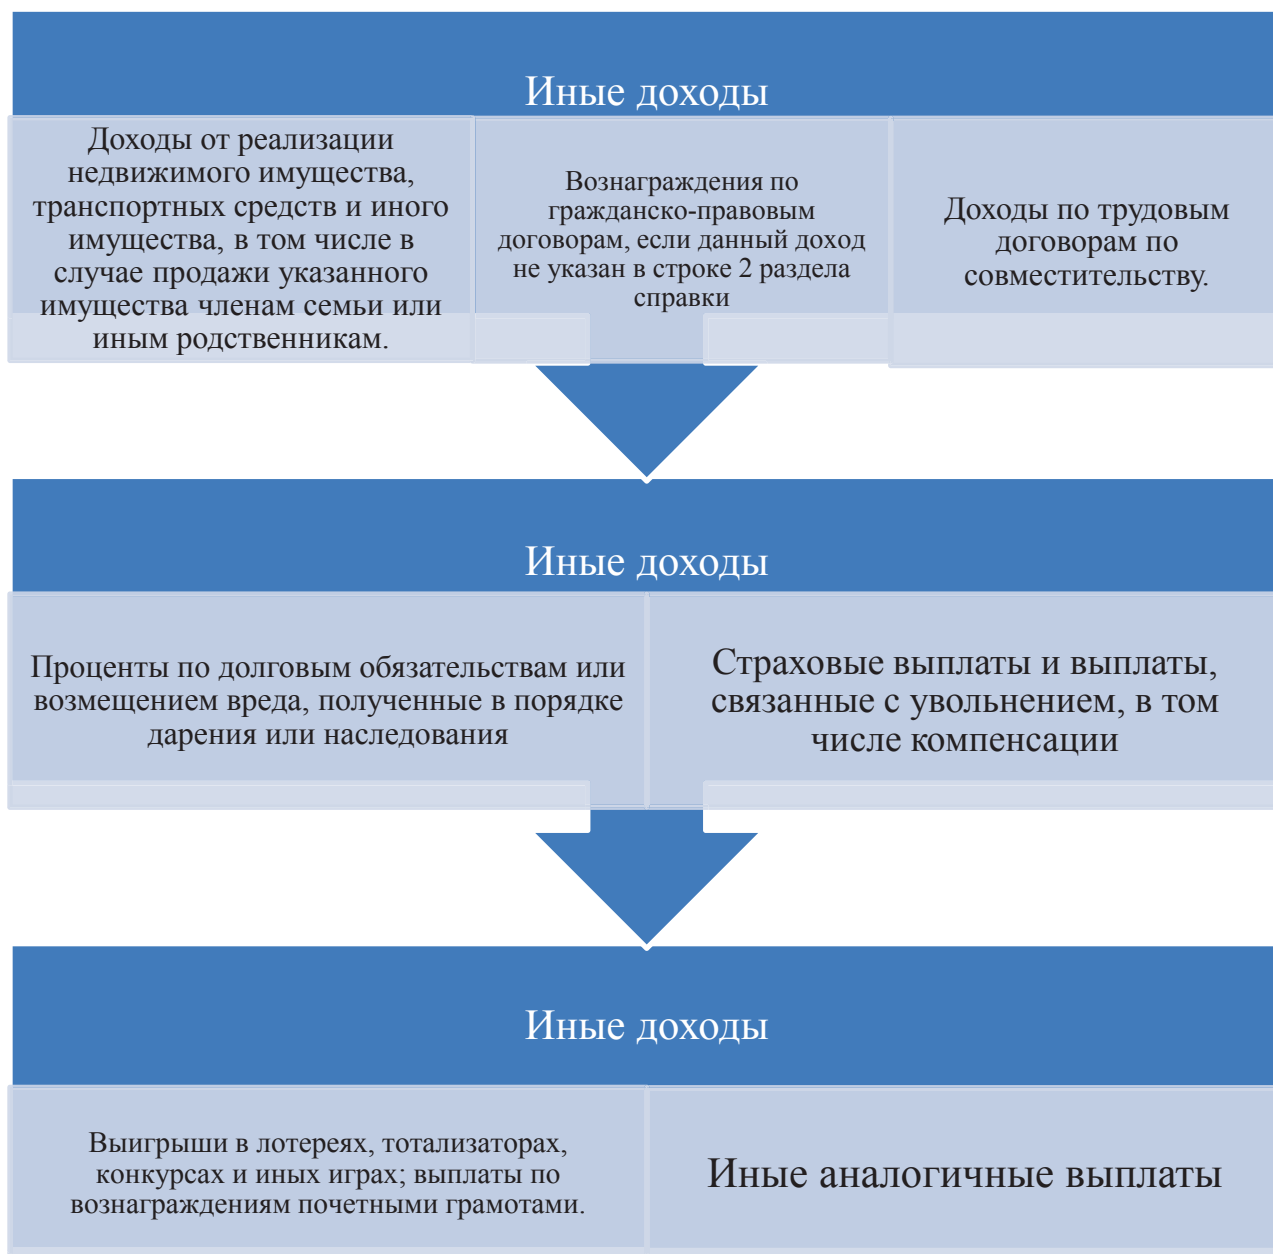 Иные доходы
Доходы от реализации
недвижимого имущества,
транспортных средств и иного
имущества, в том числе в
случае продажи указанного
имущества членам семьи или
иным родственникам.
Вознаграждения по
гражданско-правовым
договорам, если данный доход
не указан в строке 2 раздела
справки
Доходы по трудовым
договорам по
совместительству.
Иные доходы
Проценты по долговым обязательствам или
возмещением вреда, полученные в порядке
дарения или наследования
Страховые выплаты и выплаты,
связанные с увольнением, в том
числе компенсации
Иные доходы
Выигрыши в лотереях, тотализаторах,
конкурсах и иных играх; выплаты по
вознаграждениям почетными грамотами.
Иные аналогичные выплаты